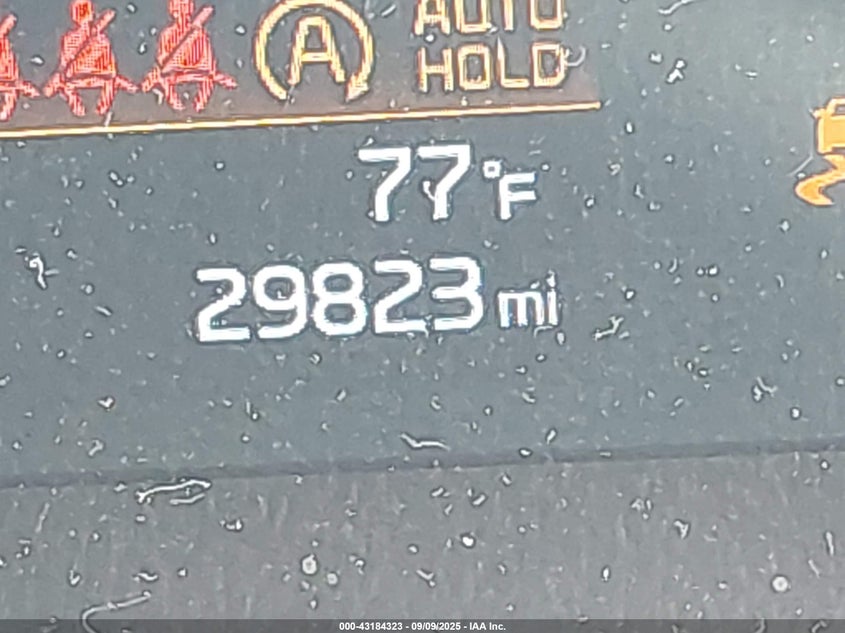 A
AUTO
HOLD
77°F
29823 mi
000-43184323 - 09/09/2025 - IAA Inc.